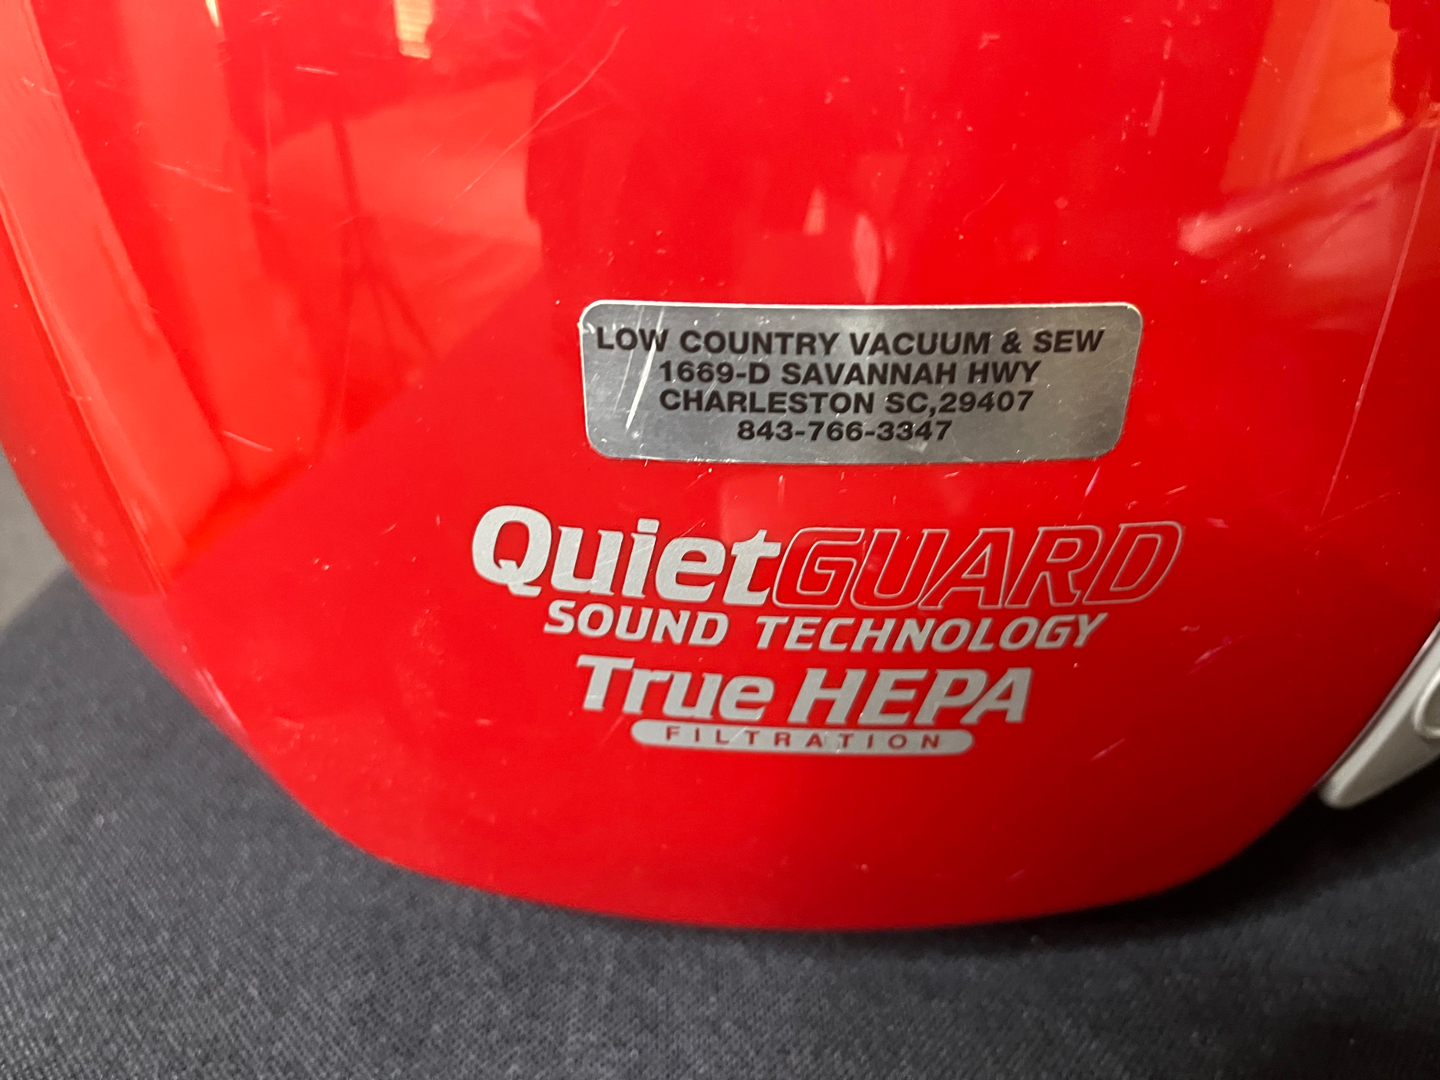 LOW COUNTRY VACUUM & SEW
1669-D SAVANNAH HWY
CHARLESTON SC,29407
843-766-3347
QuietGUARD
SOUND TECHNOLOGY
True HEPA
FILTRATION